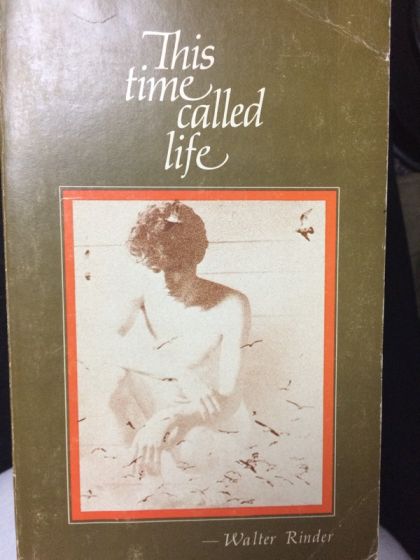 This
time
called
life
— Walter Rinder